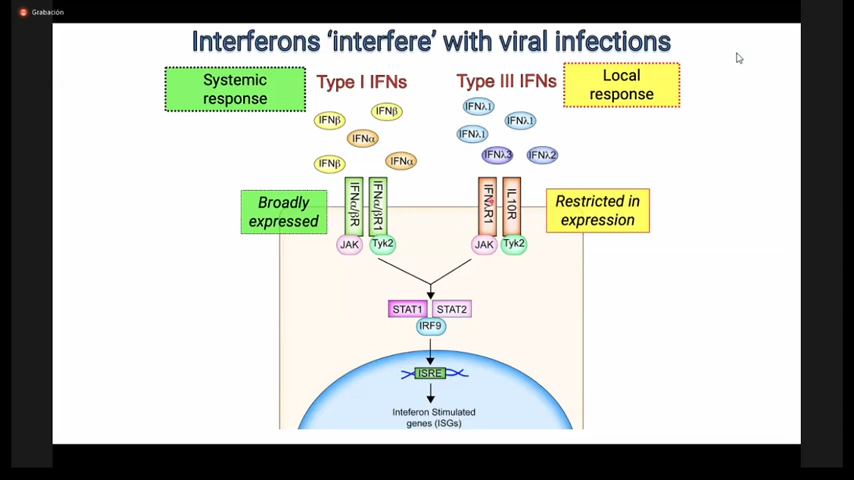 Grabación
Interferons ‘interfere’ with viral infections
Systemic
response
Type I IFNs
Type III IFNs
Local
response
IFNβ
IFNβ
IFNα
IFNβ
IFNα
IFNλ1
IFNλ1
IFNλ1
IFNλ3
IFNλ2
Broadly
expressed
IFNα/βR
IFNα/βR1
IFNλR1
IL10R
Restricted in
expression
JAK
Tyk2
JAK
Tyk2
STAT1
STAT2
IRF9
ISRE
Inteferon Stimulated
genes (ISGs)